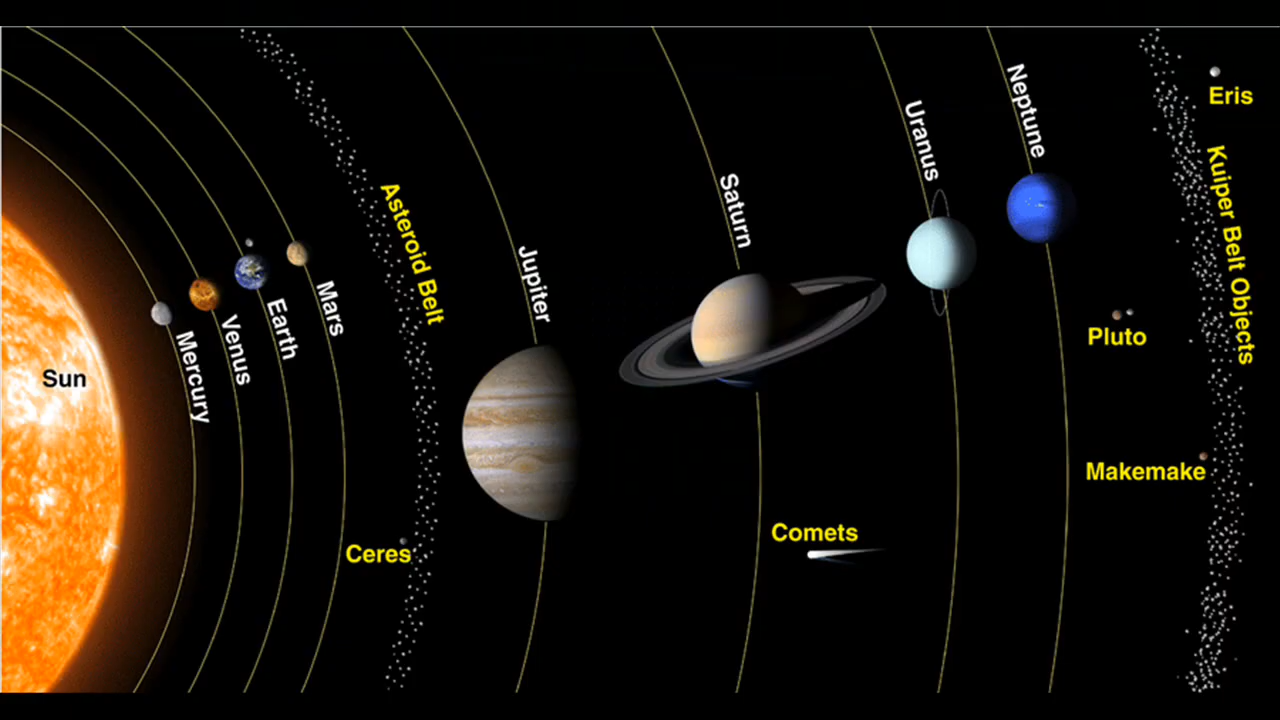 Sun
Mercury
Venus
Earth
Mars
Asteroid Belt
Ceres
Jupiter
Saturn
Comets
Uranus
Neptune
Pluto
Makemake
Eris
Kuiper Belt Objects